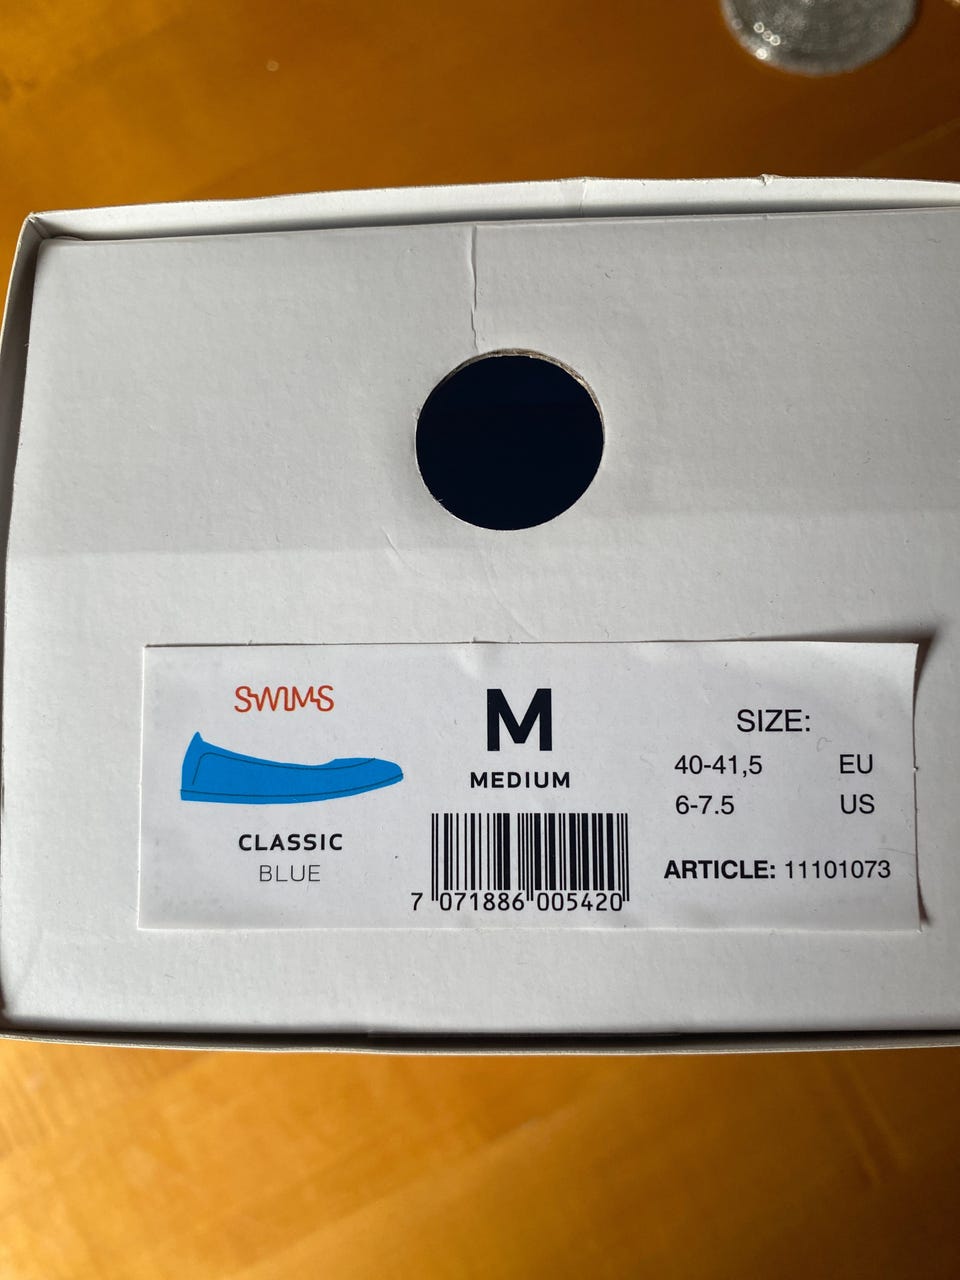 SWIMS
CLASSIC
BLUE
M
MEDIUM
7 071886 005420
SIZE:
40-41,5 EU
6-7.5 US
ARTICLE: 11101073